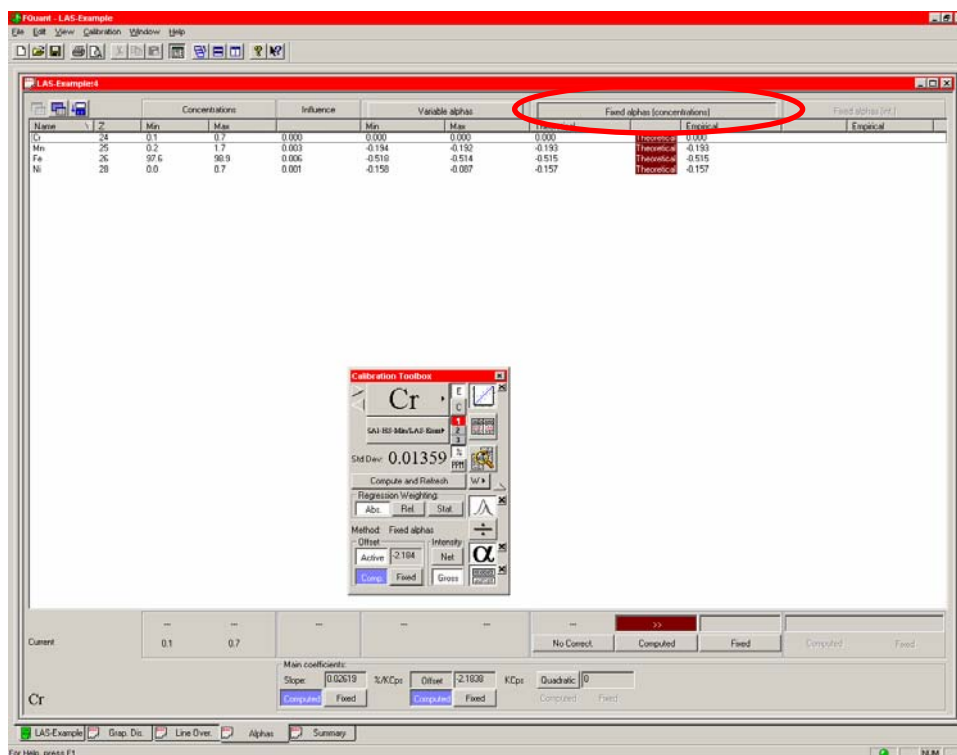 FQuant - LAS-Example
File Edit View Calibration Window Help
LAS-Example:4
Concentrations Influence Variable alphas Fixed alphas (concentrations) Fixed alphas (int.)
Name \ Z Min Max Min Max Theoretical Empirical Empirical
Cr 24 0.1 0.7 0.000 0.000 0.000 0.000 Theoretical 0.000
Mn 25 0.2 1.7 0.003 -0.194 -0.192 -0.193 Theoretical -0.193
Fe 26 97.6 98.9 0.006 -0.518 -0.514 -0.515 Theoretical -0.515
Ni 28 0.0 0.7 0.001 -0.158 -0.087 -0.157 Theoretical -0.157
Calibration Toolbox
Cr E
C
1
2
3
Std Dev: 0.01359 % PPM
Compute and Refresh W
Regression Weighting:
Abs. Rel. Stat.
Method: Fixed alphas
Offset Intensity
Active -2.184 Net α
Comp. Fixed Gross
-- -- -- -- -- -- >>
Current 0.1 0.7 No Correct. Computed Fixed Computed Fixed
Main coefficients:
Slope: 0.02619 %/KCps Offset -2.1838 KCps Quadratic 0
Computed Fixed Computed Fixed Computed Fixed
Cr
LAS-Example Grap. Dis. Line Over. Alphas Summary
For Help, press F1 NUM